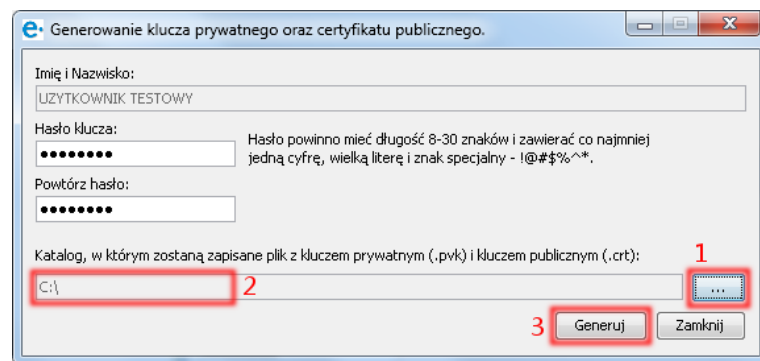 Generowanie klucza prywatnego oraz certyfikatu publicznego.
Imię i Nazwisko:
UZYTKOWNIK TESTOWY
Hasło klucza:
●●●●●●●●
Hasło powinno mieć długość 8-30 znaków i zawierać co najmniej
jedną cyfrę, wielką literę i znak specjalny - !@#$%^*.
Powtórz hasło:
●●●●●●●●
Katalog, w którym zostaną zapisane plik z kluczem prywatnym (.pvk) i kluczem publicznym (.crt):
1
C:\
2
...
3
Generuj
Zamknij